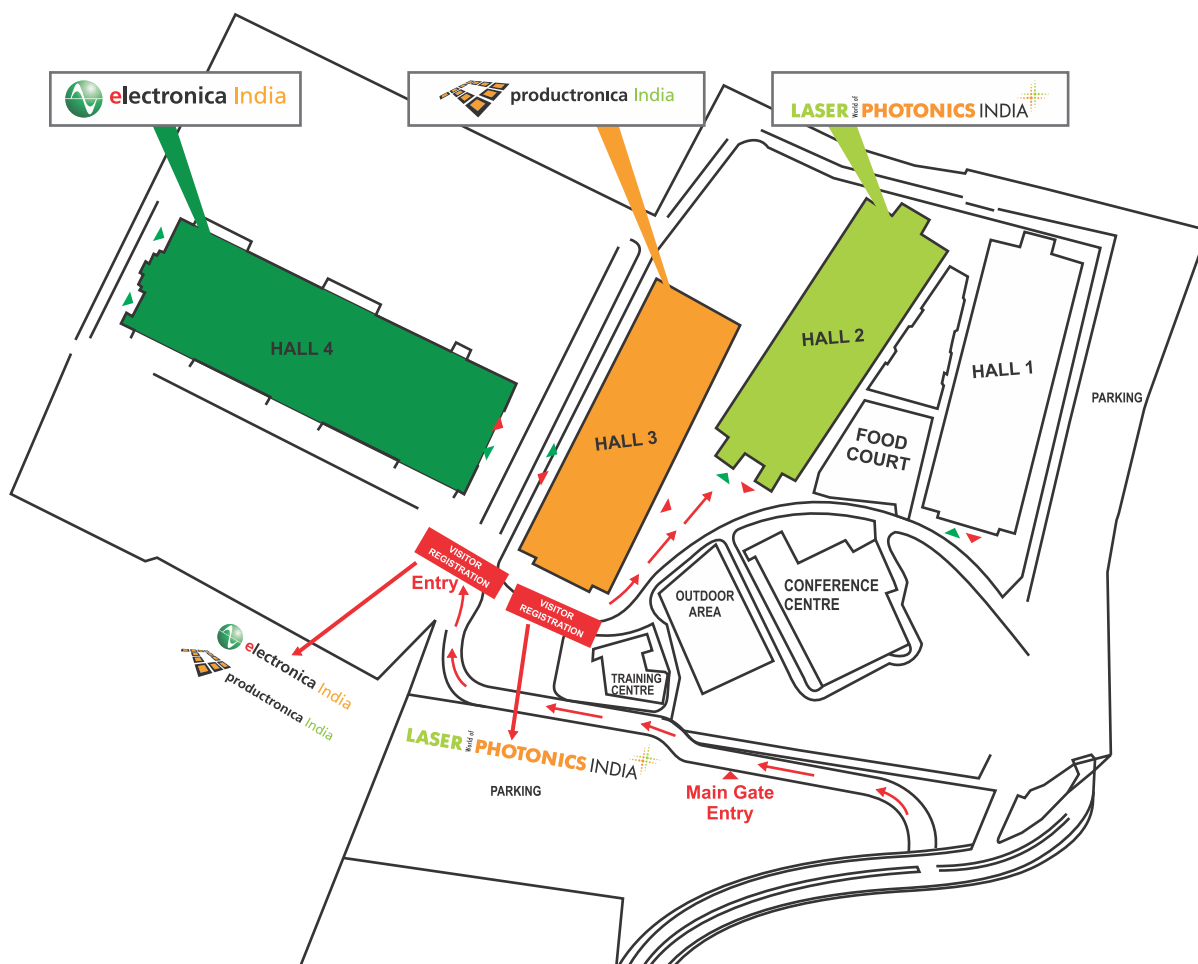 electronica India
productronica India
LASER World of PHOTONICS INDIA
HALL 4
HALL 3
HALL 2
HALL 1
PARKING
FOOD
COURT
VISITOR
REGISTRATION
Entry
VISITOR
REGISTRATION
OUTDOOR
AREA
CONFERENCE
CENTRE
TRAINING
CENTRE
electronica India
productronica India
LASER World of PHOTONICS INDIA
PARKING
Main Gate
Entry